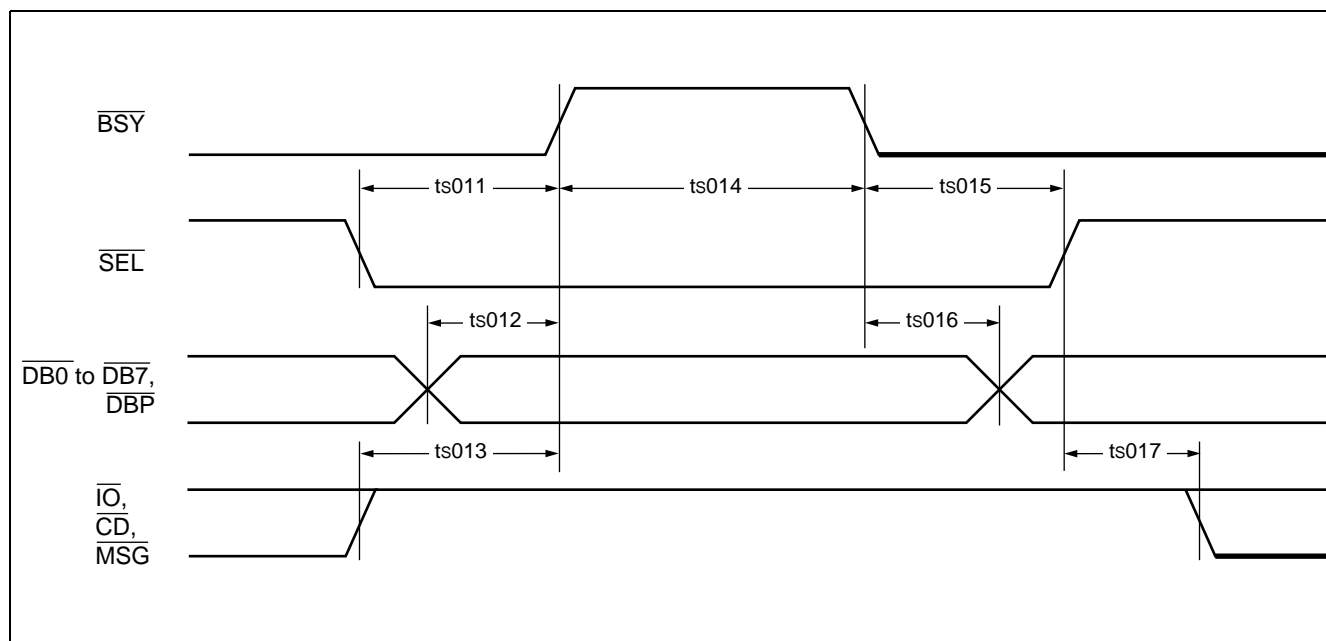 BSY
ts011
ts014
ts015
SEL
ts012
ts016
DB0 to DB7,
DBP
ts013
ts017
IO,
CD,
MSG